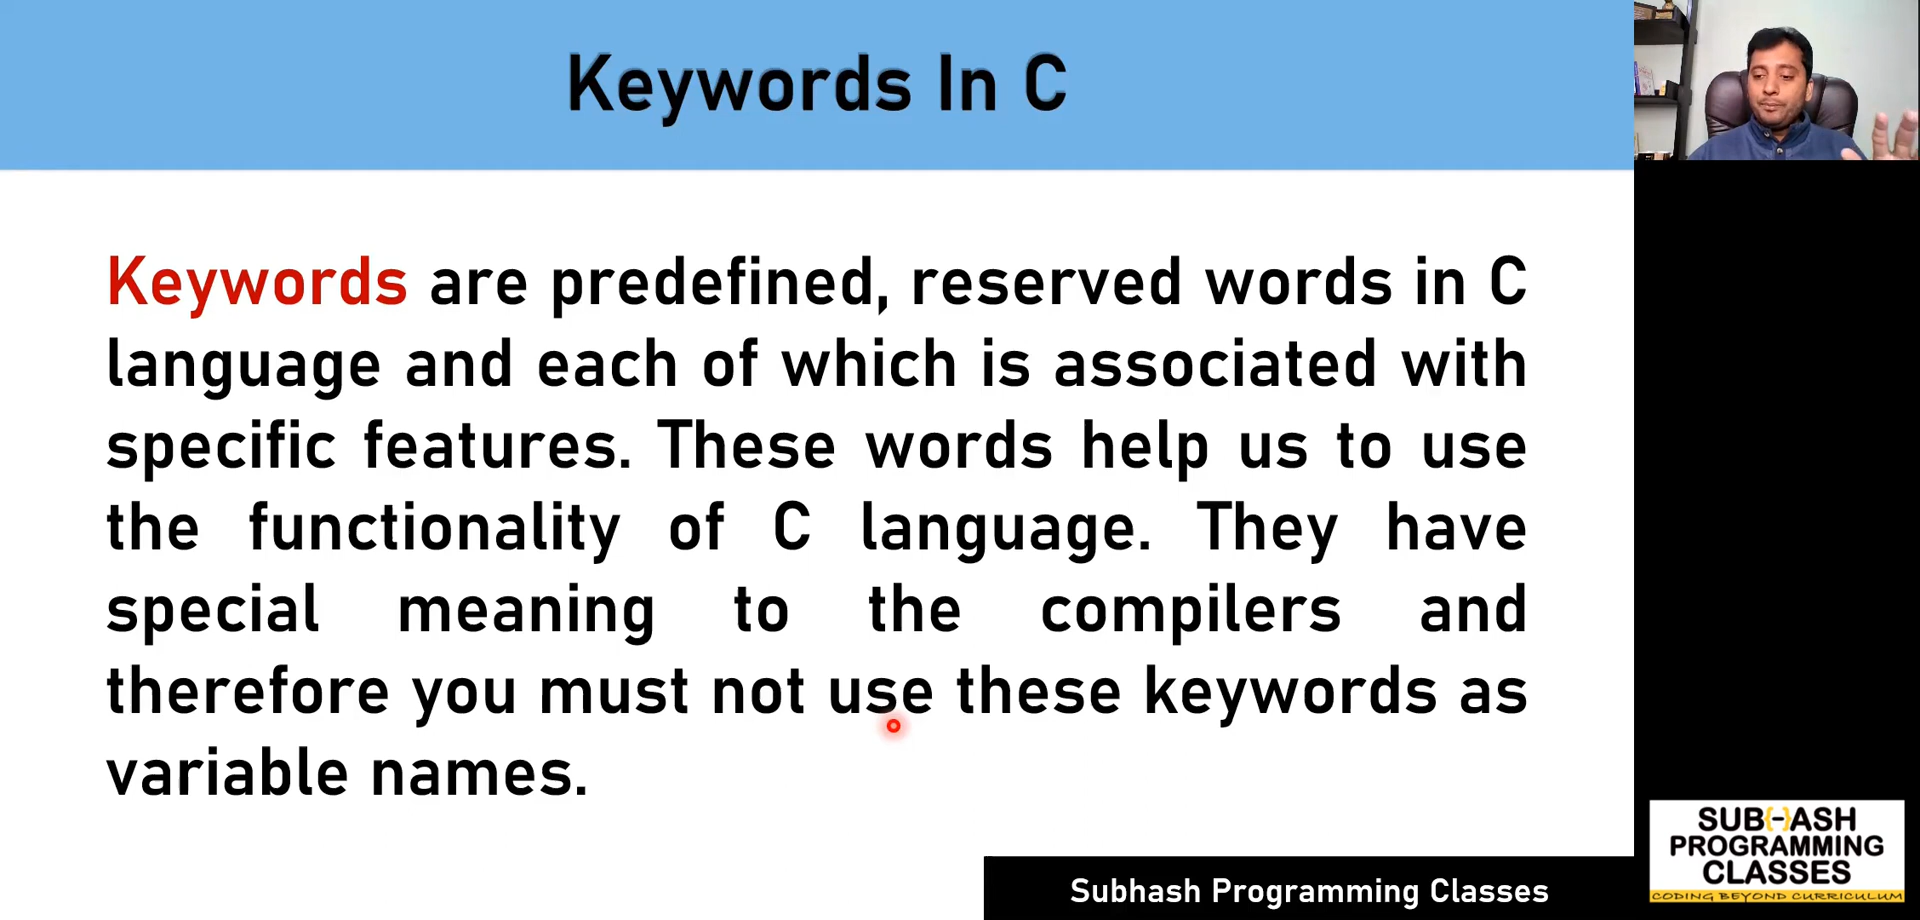 Keywords In C
Keywords are predefined, reserved words in C
language and each of which is associated with
specific features. These words help us to use
the functionality of C language. They have
special meaning to the compilers and
therefore you must not use these keywords as
variable names.
Subhash Programming Classes
SUB{-}ASH
PROGRAMMING
CLASSES
CODING BEYOND CURRICULUM